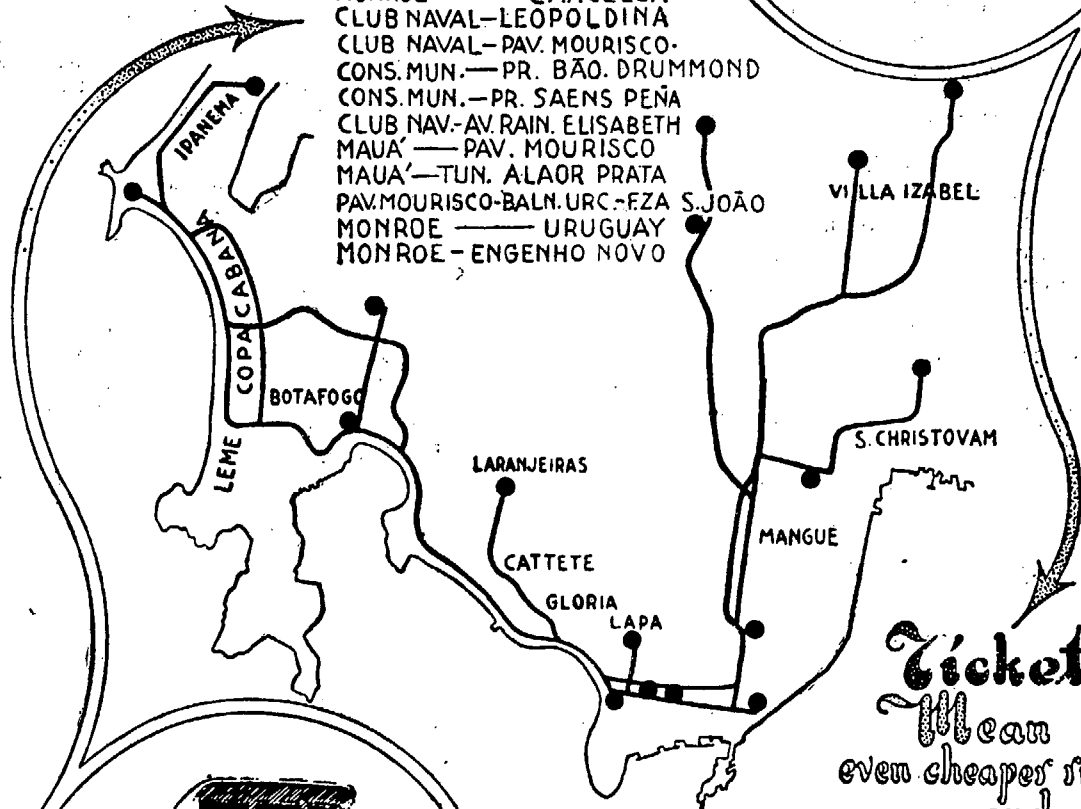 CLUB NAVAL-LEOPOLDINA
CLUB NAVAL-PAV. MOURISCO.
CONS. MUN. — PR. BÃO. DRUMMOND
CONS. MUN. - PR. SAENS PEÑA
CLUB NAV.- AV. RAIN. ELISABETH
MAUÁ — PAV. MOURISCO
MAUÁ — TUN. ALAOR PRATA
PAV. MOURISCO-BALN. URC.-FZA S. JOÃO
MONROE — URUGUAY
MONROE - ENGENHO NOVO
IPANEMA
VILLA IZABEL
COPACABANA
BOTAFOGO
LEME
S. CHRISTOVAM
LARANJEIRAS
MANGUE
CATTETE
GLORIA
LAPA
Ticket
Mean
even cheaper